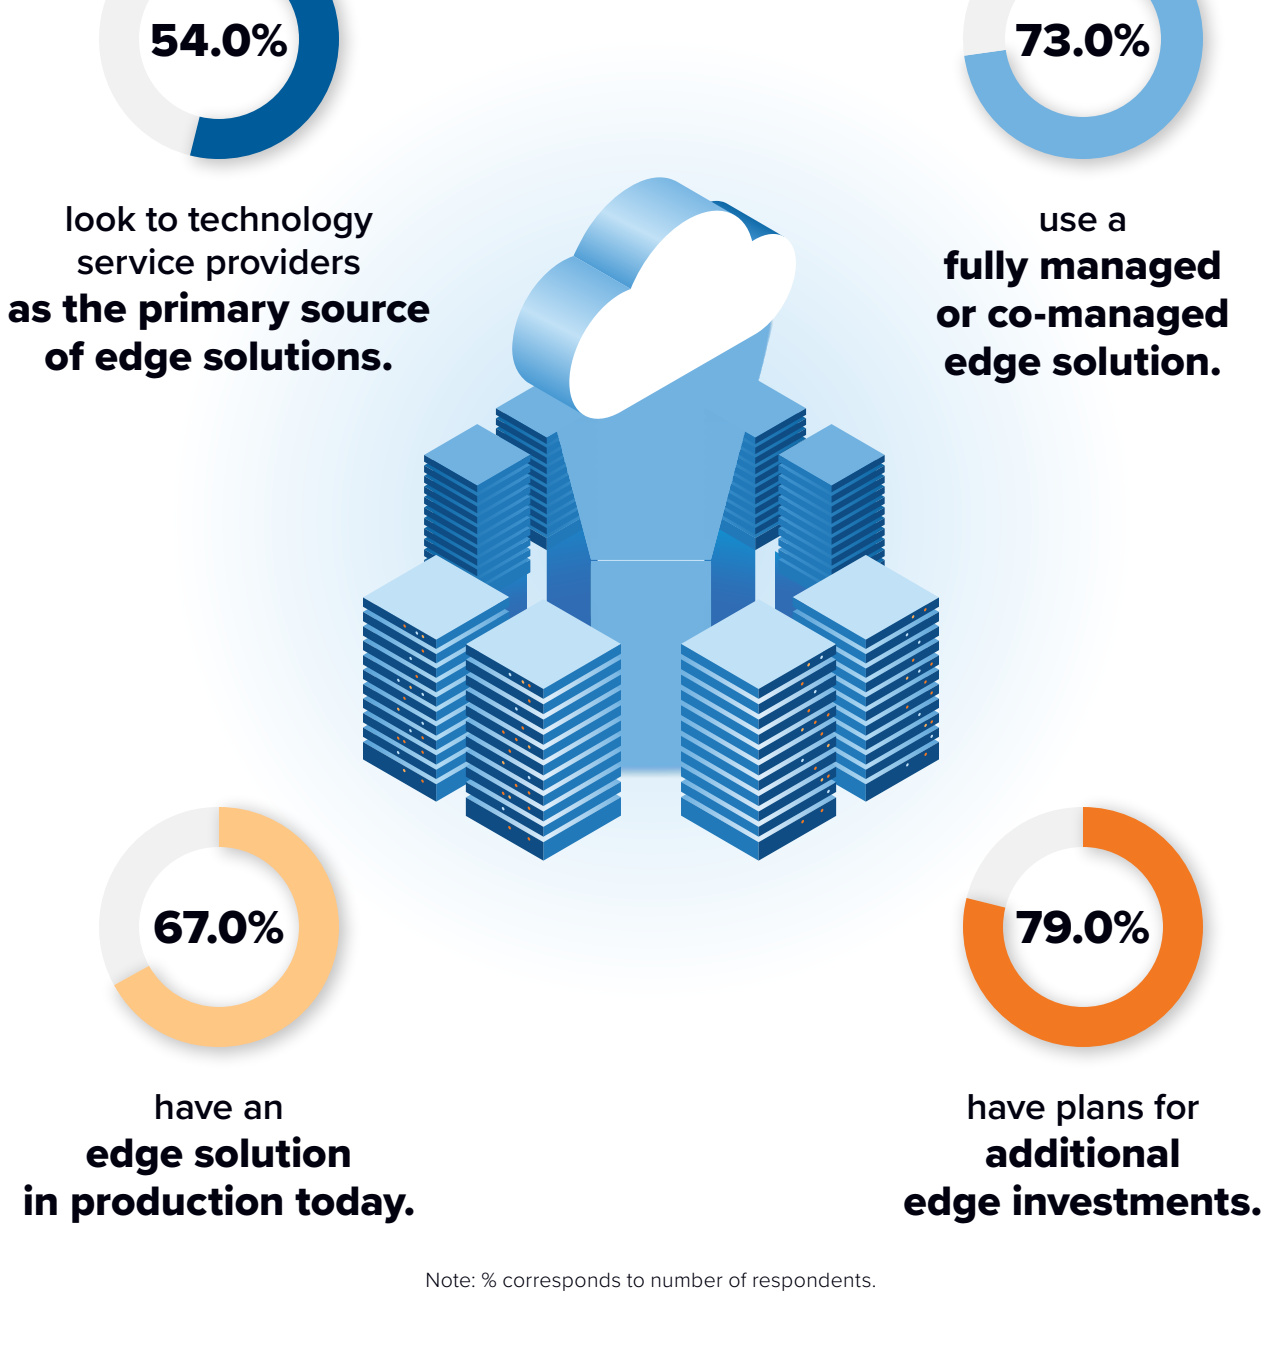 54.0%
look to technology
service providers
as the primary source
of edge solutions.
73.0%
use a
fully managed
or co-managed
edge solution.
67.0%
have an
edge solution
in production today.
79.0%
have plans for
additional
edge investments.
Note: % corresponds to number of respondents.